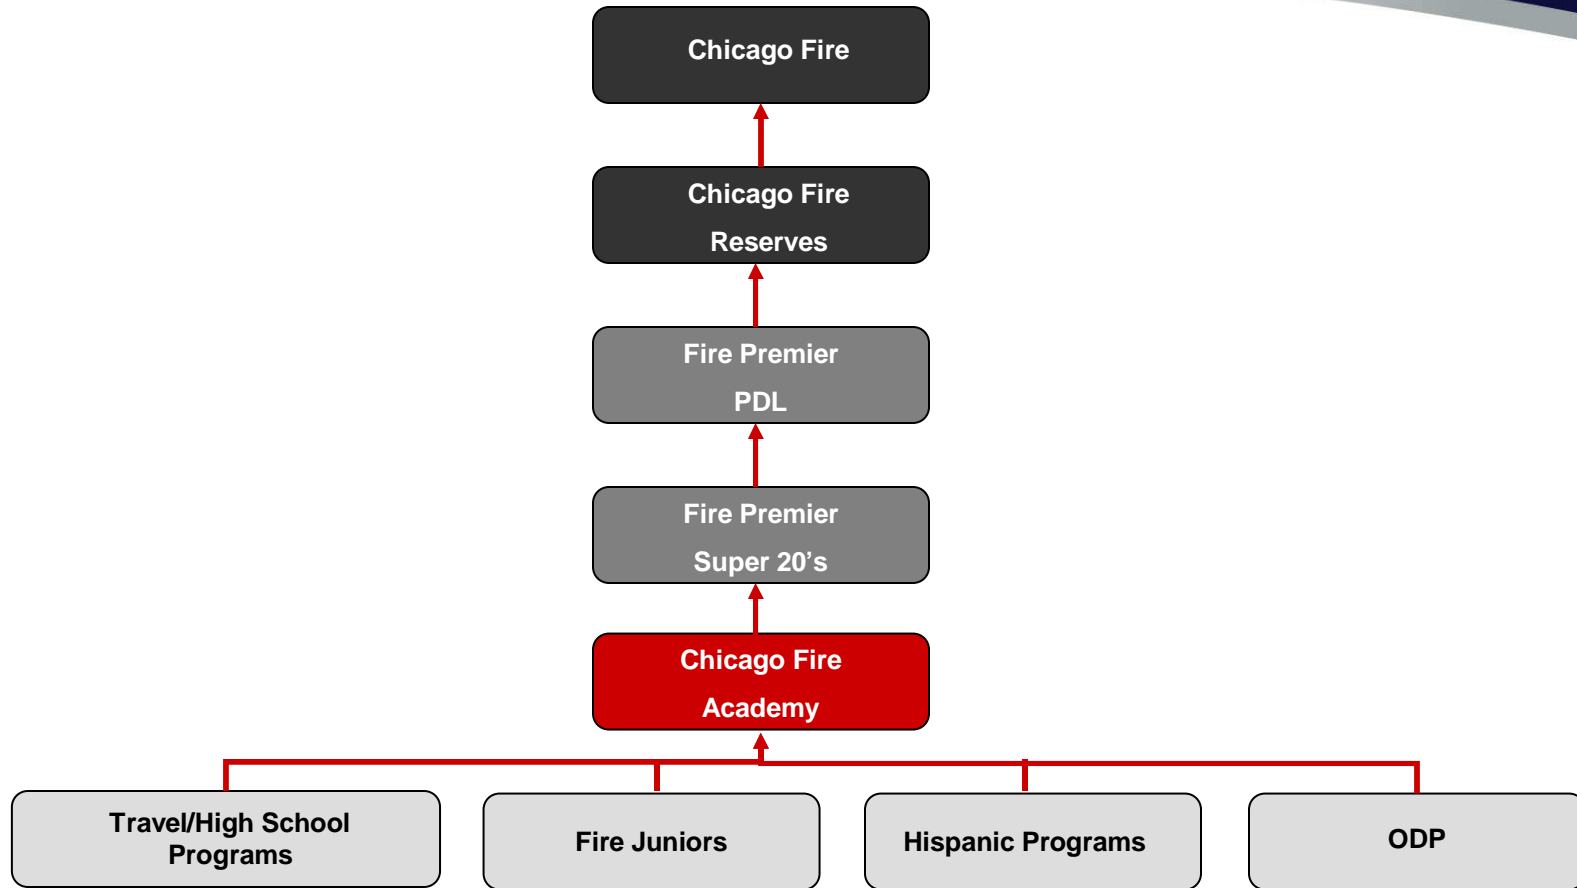 Chicago Fire
Chicago Fire
Reserves
Fire Premier
PDL
Fire Premier
Super 20’s
Chicago Fire
Academy
Travel/High School
Programs
Fire Juniors
Hispanic Programs
ODP